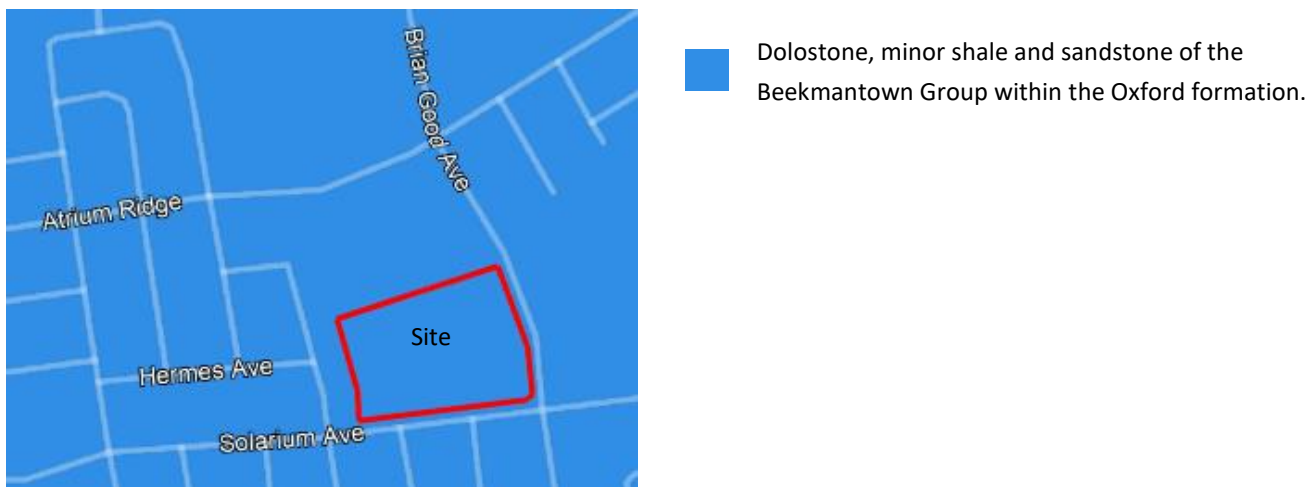 Brian Good Ave
Dolostone, minor shale and sandstone of the
Beekmantown Group within the Oxford formation.
Atrium Ridge
Site
Hermes Ave
Solarium Ave